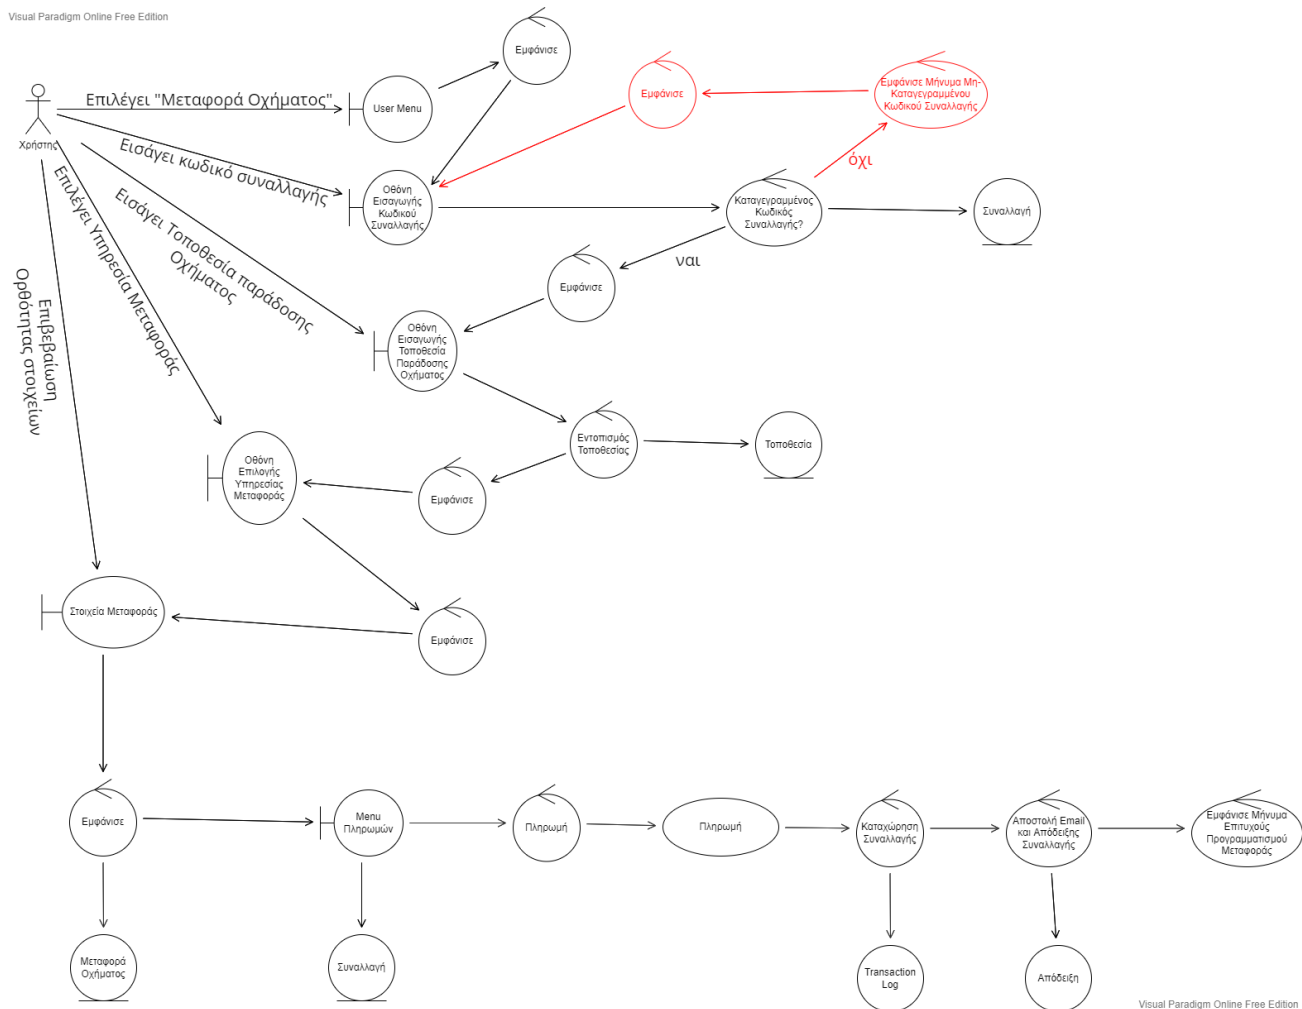 Visual Paradigm Online Free Edition
Χρήστης
Επιλέγει "Μεταφορά Οχήματος"
User Menu
Εμφάνισε
Εμφάνισε
Εμφάνισε Μήνυμα Μη-
Καταγεγραμμένου
Κωδικού Συναλλαγής
όχι
Εισάγει κωδικό συναλλαγής
Οθόνη
Εισαγωγής
Κωδικού
Συναλλαγής
Καταγεγραμμένος
Κωδικός
Συναλλαγής?
Συναλλαγή
ναι
Εμφάνισε
Εισάγει Τοποθεσία παράδοσης
Οχήματος
Οθόνη
Εισαγωγής
Τοποθεσία
Παράδοσης
Οχήματος
Εντοπισμός
Τοποθεσίας
Τοποθεσία
Επιλέγει Υπηρεσία Μεταφοράς
Οθόνη
Επιλογής
Υπηρεσίας
Μεταφοράς
Εμφάνισε
Επιβεβαίωση
Ορθότητας στοιχείων
Στοιχεία Μεταφοράς
Εμφάνισε
Εμφάνισε
Menu
Πληρωμών
Πληρωμή
Πληρωμή
Καταχώρηση
Συναλλαγής
Αποστολή Email
και Απόδειξης
Συναλλαγής
Εμφάνισε Μήνυμα
Επιτυχούς
Προγραμματισμού
Μεταφοράς
Μεταφορά
Οχήματος
Συναλλαγή
Transaction
Log
Απόδειξη
Visual Paradigm Online Free Edition